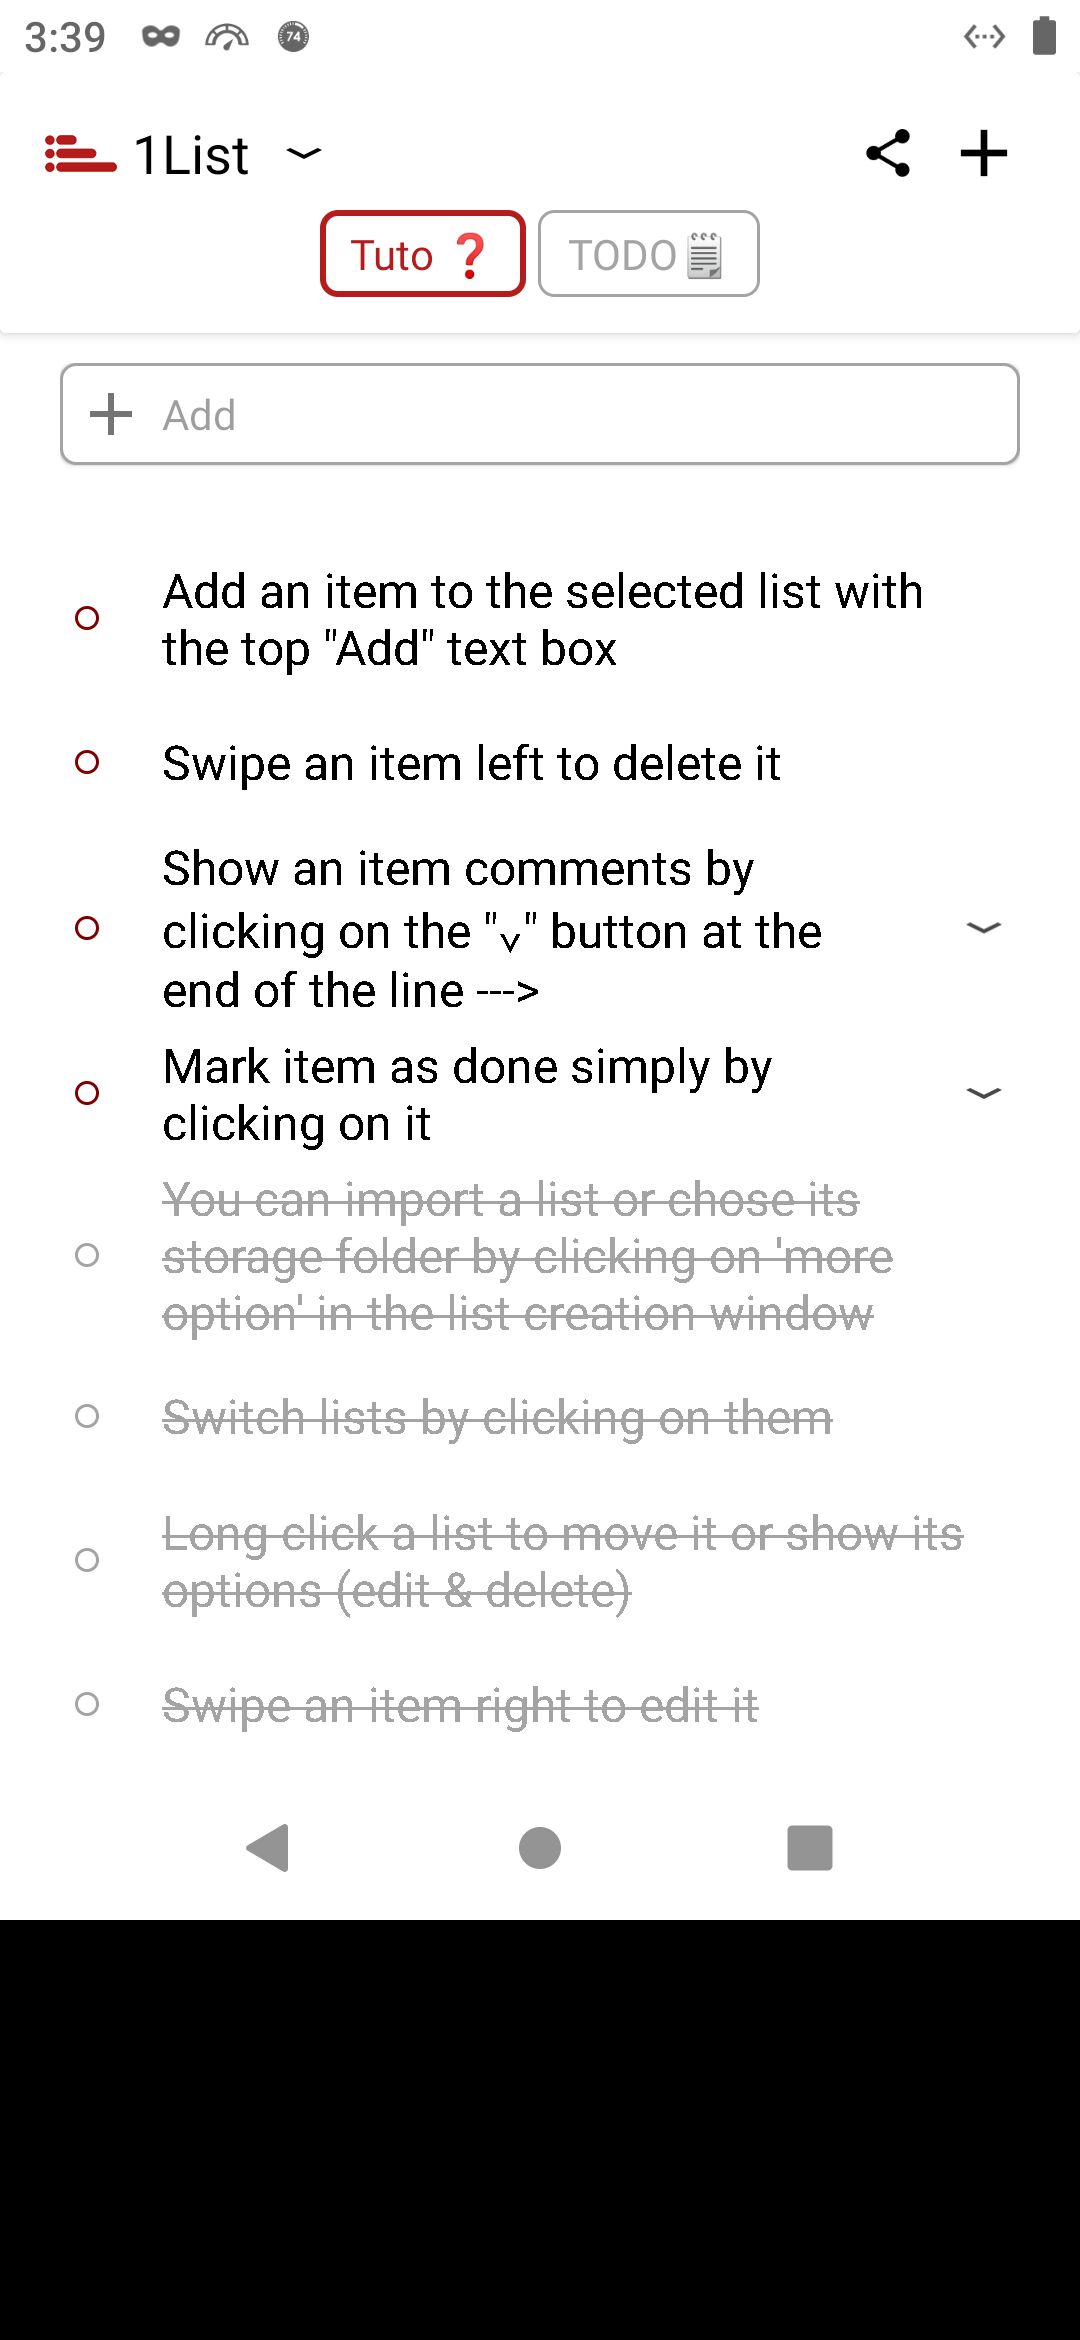 3:39
74
1List
Tuto ❓
TODO🗒
Add
Add an item to the selected list with
the top "Add" text box
Swipe an item left to delete it
Show an item comments by
clicking on the "˅" button at the
end of the line --->
Mark item as done simply by
clicking on it
You can import a list or chose its
storage folder by clicking on 'more
option' in the list creation window
Switch lists by clicking on them
Long click a list to move it or show its
options (edit & delete)
Swipe an item right to edit it